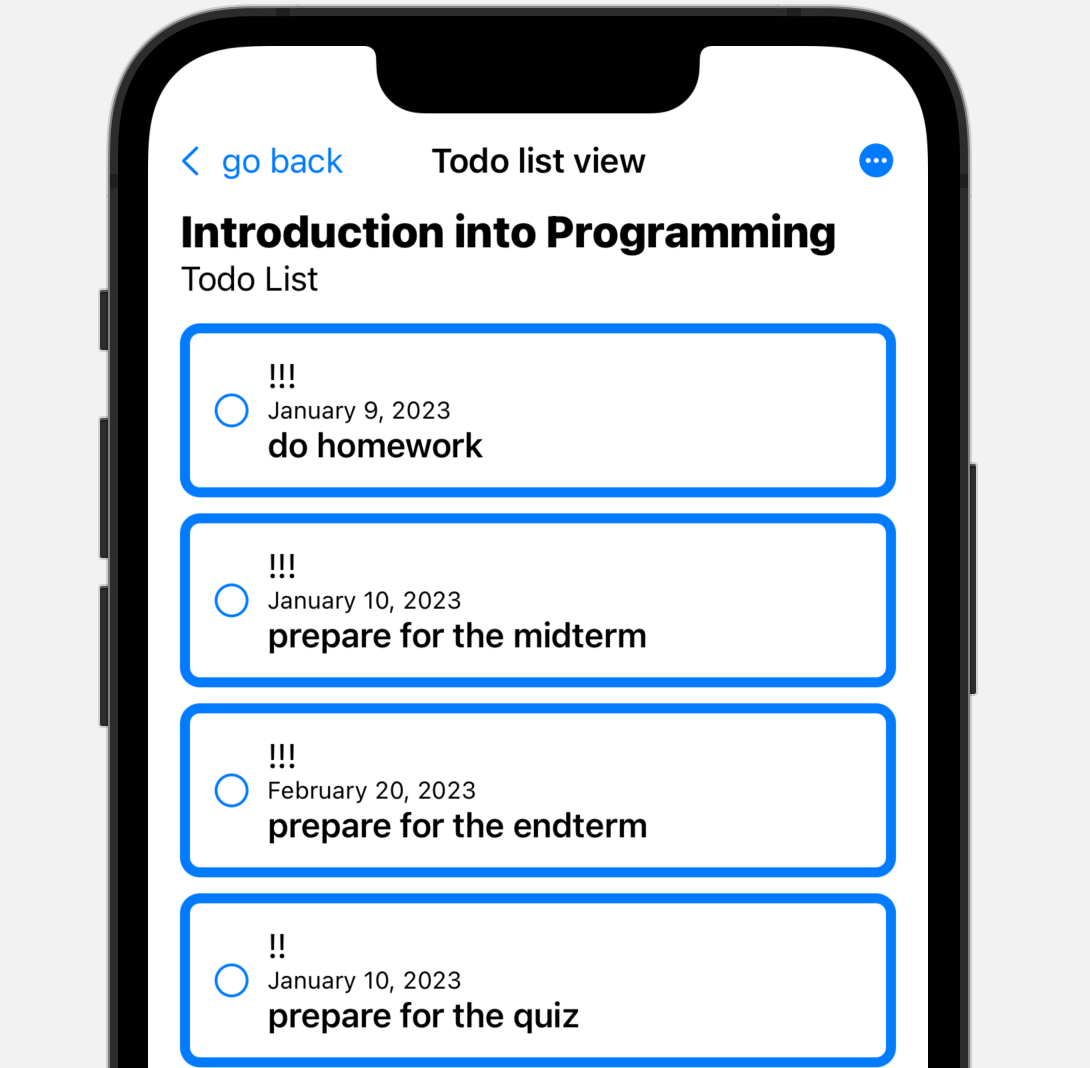 go back
Todo list view
Introduction into Programming
Todo List
!!!
January 9, 2023
do homework
!!!
January 10, 2023
prepare for the midterm
!!!
February 20, 2023
prepare for the endterm
!!
January 10, 2023
prepare for the quiz